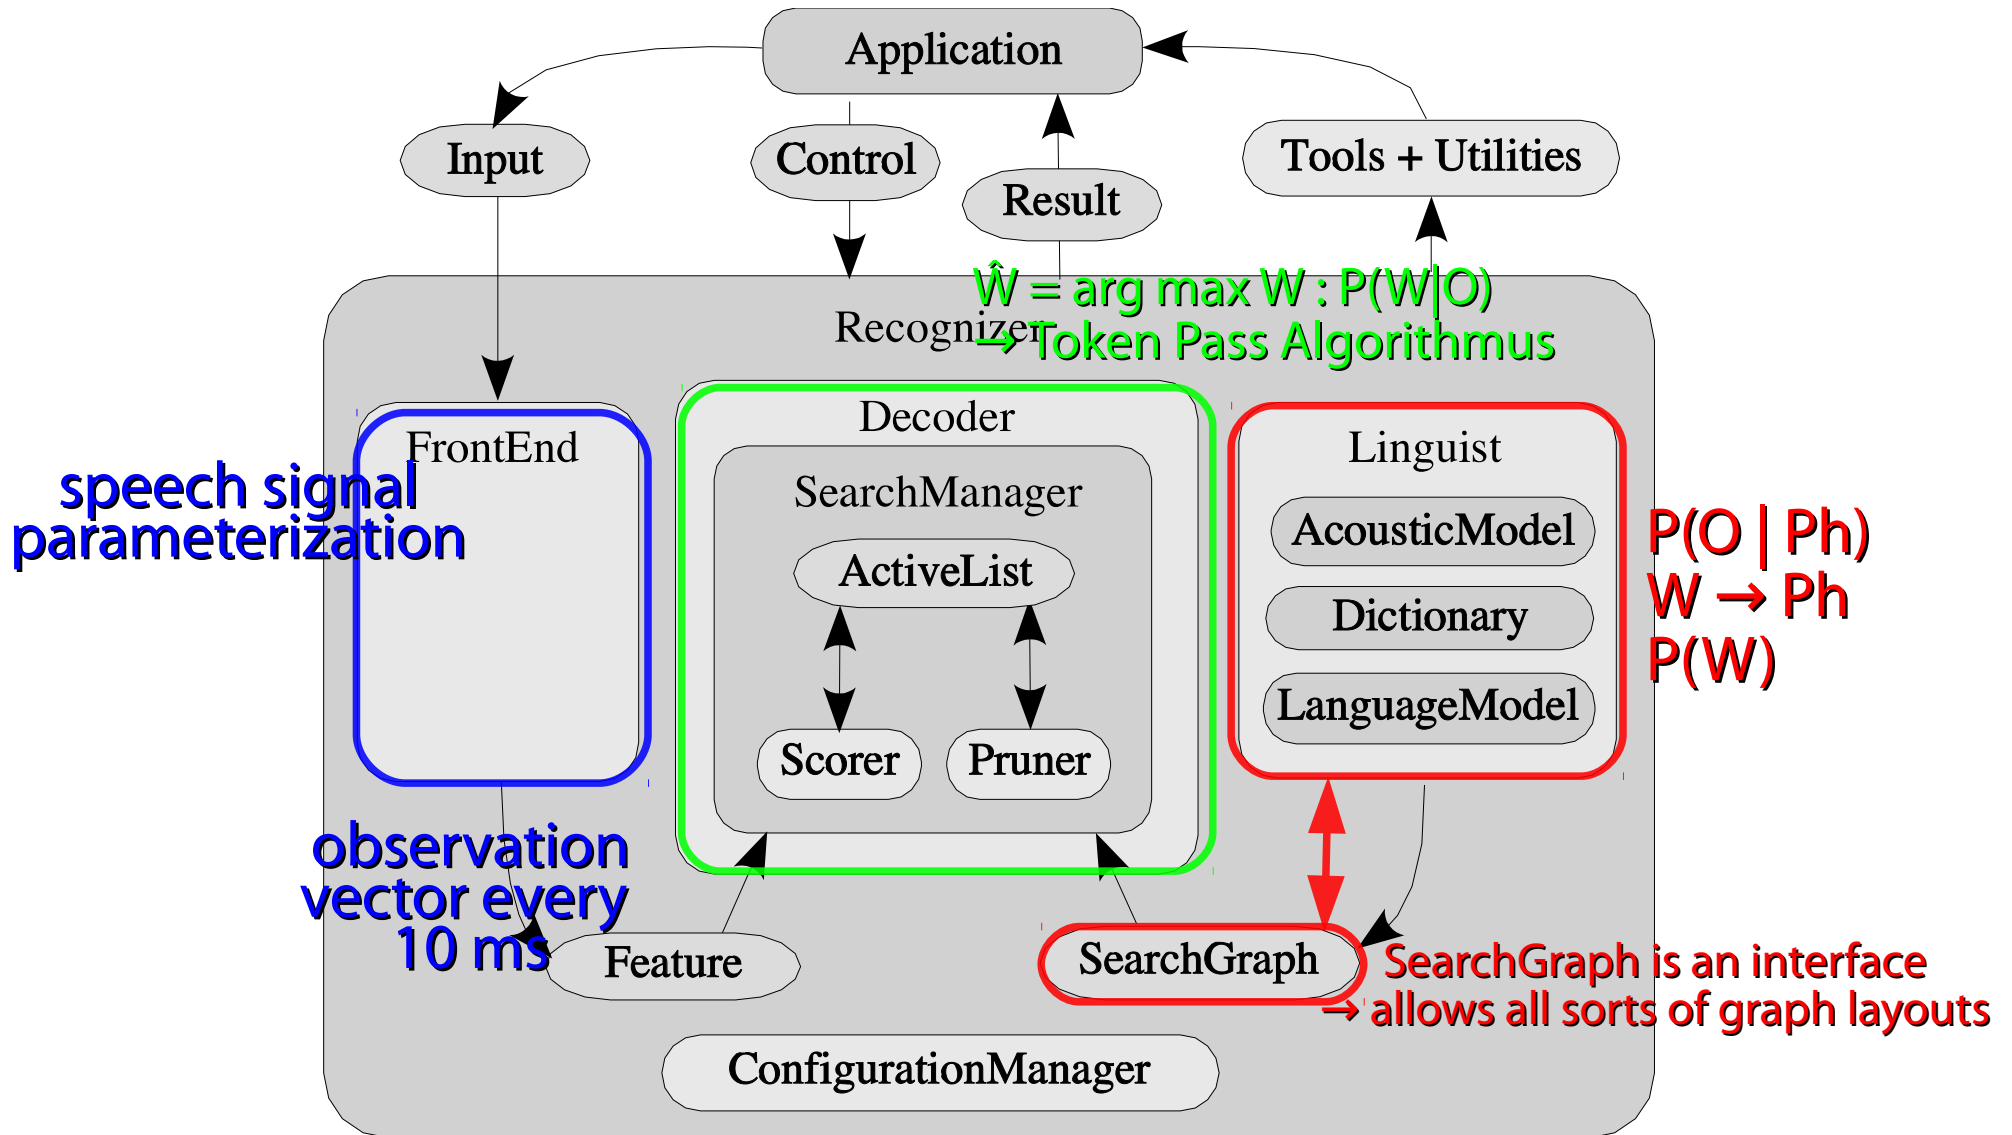 Application
Input
Control
Result
Tools + Utilities
Ŵ = arg max W : P(W|O)
→ Token Pass Algorithmus
Recognizer
FrontEnd
speech signal
parameterization
Decoder
SearchManager
ActiveList
Scorer
Pruner
Linguist
AcousticModel
Dictionary
LanguageModel
P(O | Ph)
W → Ph
P(W)
observation
vector every
10 ms
Feature
SearchGraph
SearchGraph is an interface
→ allows all sorts of graph layouts
ConfigurationManager